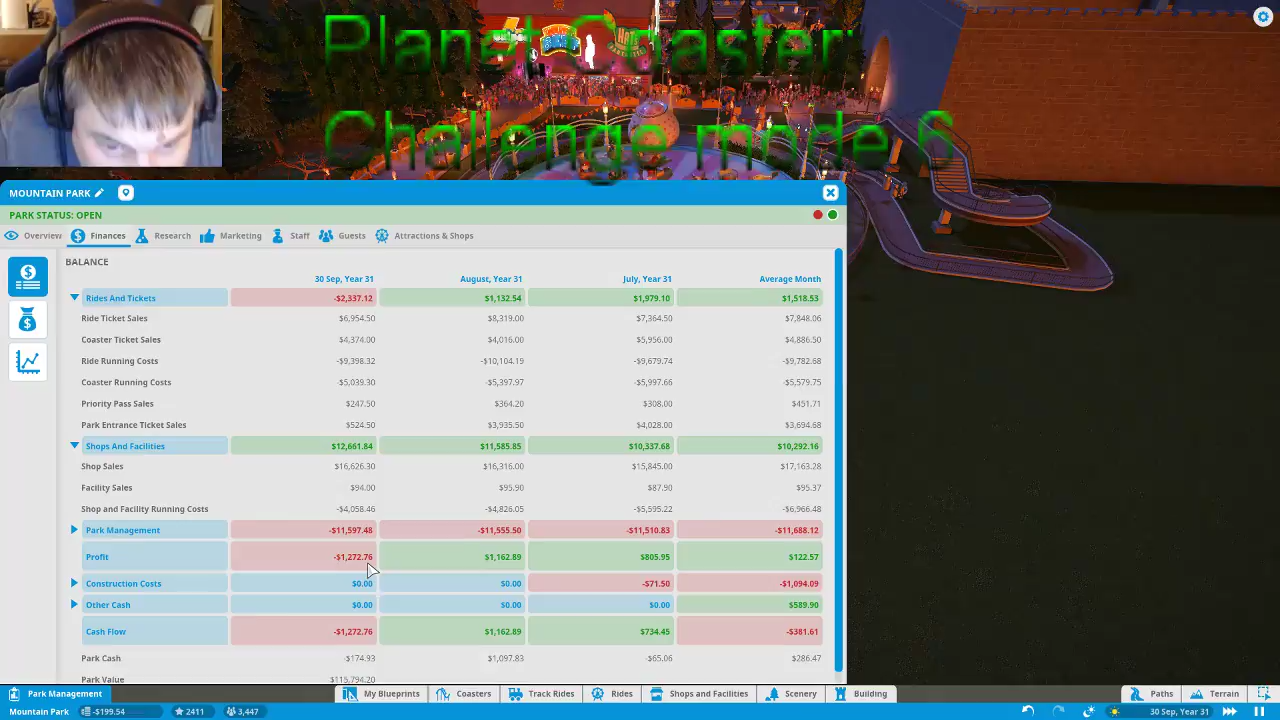 Planet Coaster
Challenge mode 6
MOUNTAIN PARK
PARK STATUS: OPEN
Overview Finances Research Marketing Staff Guests Attractions & Shops
BALANCE
30 Sep, Year 31 August, Year 31 July, Year 31 Average Month
Rides And Tickets -$2,337.12 $1,132.54 $1,979.10 $1,518.53
Ride Ticket Sales $6,954.50 $8,319.00 $7,364.50 $7,848.06
Coaster Ticket Sales $4,374.00 $4,016.00 $5,956.00 $4,886.50
Ride Running Costs -$9,398.32 -$10,104.19 -$9,679.74 -$9,782.68
Coaster Running Costs -$5,039.30 -$5,397.97 -$5,997.66 -$5,579.75
Priority Pass Sales $247.50 $364.20 $308.00 $451.71
Park Entrance Ticket Sales $524.50 $3,935.50 $4,028.00 $3,694.68
Shops And Facilities $12,661.84 $11,585.85 $10,337.68 $10,292.16
Shop Sales $16,626.30 $16,316.00 $15,845.00 $17,163.28
Facility Sales $94.00 $95.90 $87.90 $95.37
Shop and Facility Running Costs -$4,058.46 -$4,826.05 -$5,595.22 -$6,966.48
Park Management -$11,597.48 -$11,555.50 -$11,510.83 -$11,688.12
Profit -$1,272.76 $1,162.89 $805.95 $122.57
Construction Costs $0.00 $0.00 -$71.50 -$1,094.09
Other Cash $0.00 $0.00 $0.00 $589.90
Cash Flow -$1,272.76 $1,162.89 $734.45 -$381.61
Park Cash -$174.93 $1,097.83 -$65.06 $286.47
Park Value $115,794.20
Park Management My Blueprints Coasters Track Rides Rides Shops and Facilities Scenery Building Paths Terrain
Mountain Park -$199.54 2411 3,447 30 Sep, Year 31